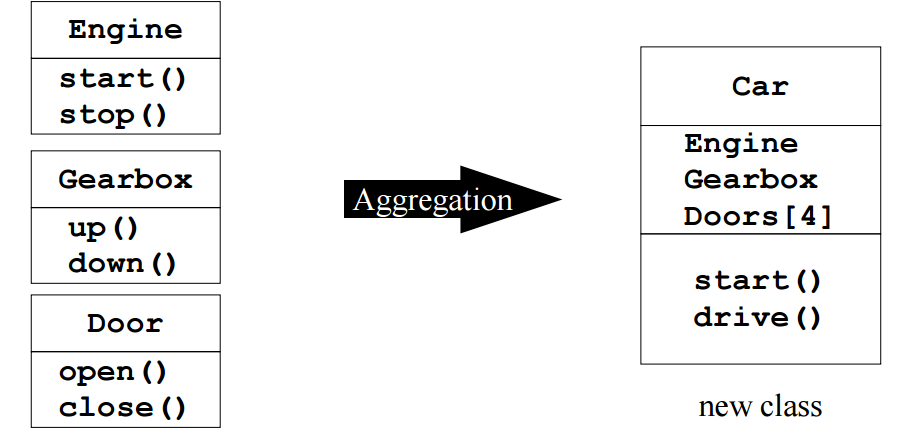 Engine
start()
stop()
Gearbox
up()
down()
Door
open()
close()
Aggregation
Car
Engine
Gearbox
Doors[4]
start()
drive()
new class